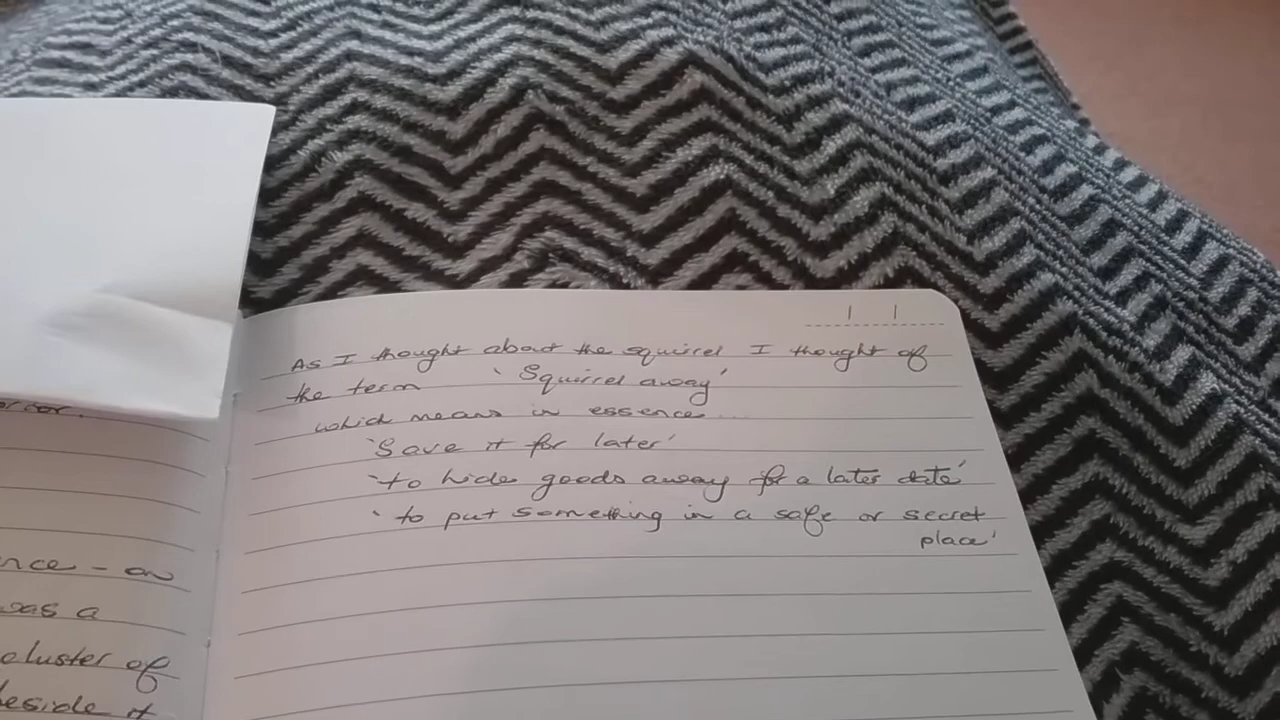 As I thought about the squirrel I thought of
the term 'Squirrel away'
which means in essence...
'Save it for later'
'to hide goods away for a later date'
'to put something in a safe or secret
place'
nce - an
was a
cluster of
beside it